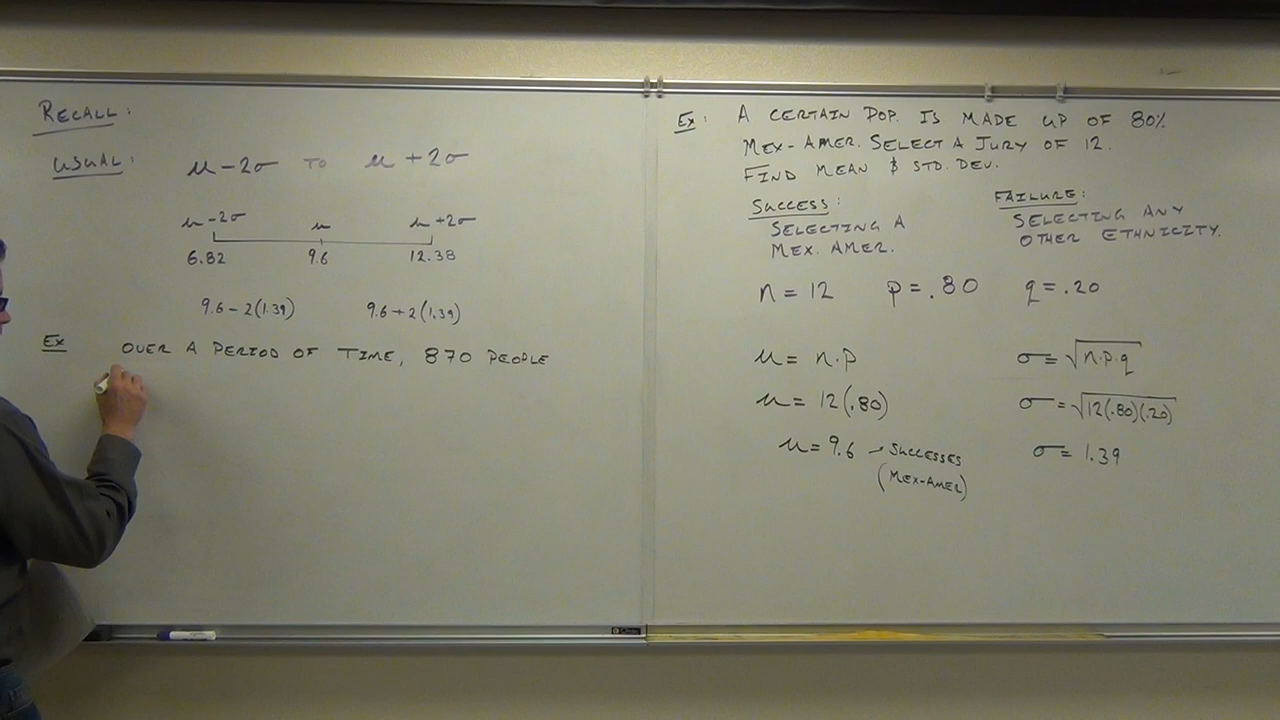 RECALL:
USUAL: μ-2σ TO μ+2σ
μ-2σ μ μ+2σ
6.82 9.6 12.38
9.6-2(1.39) 9.6+2(1.39)
EX OVER A PERIOD OF TIME, 870 PEOPLE
EX: A CERTAIN POP. IS MADE UP OF 80%
MEX-AMER. SELECT A JURY OF 12.
FIND MEAN & STD. DEV.
SUCCESS: FAILURE:
SELECTING A SELECTING ANY
MEX. AMER. OTHER ETHNICITY.
n=12 p=.80 q=.20
μ=n·p σ=√n·p·q
μ=12(.80) σ=√12(.80)(.20)
μ=9.6 → SUCCESSES σ=1.39
(MEX-AMER)